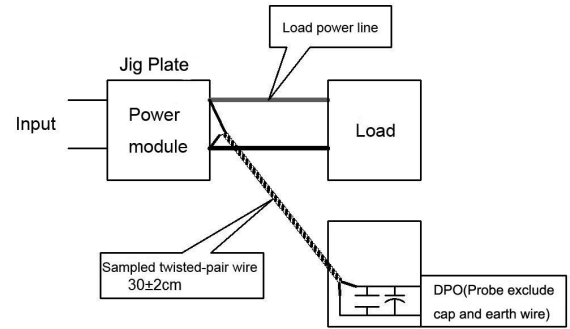 Load power line
Jig Plate
Input
Power
module
Load
Sampled twisted-pair wire
30±2cm
DPO(Probe exclude
cap and earth wire)